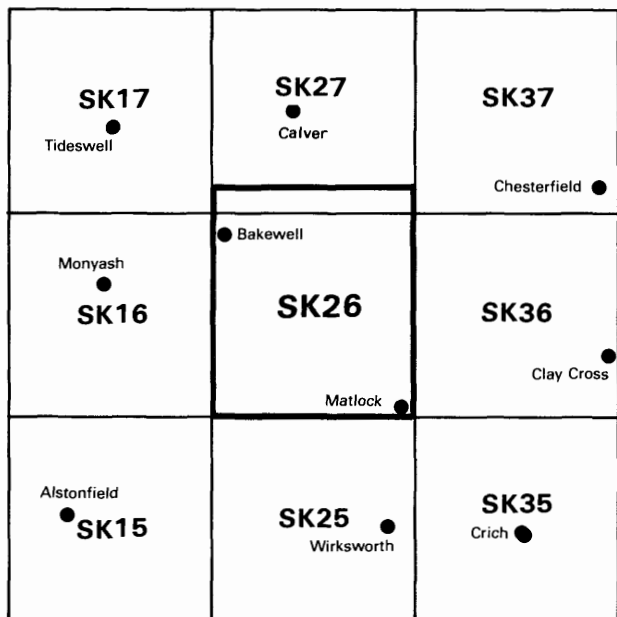 SK17
Tideswell
SK27
Calver
SK37
Chesterfield
Bakewell
Monyash
SK16
SK26
Matlock
SK36
Clay Cross
Alstonfield
SK15
SK25
Wirksworth
SK35
Crich